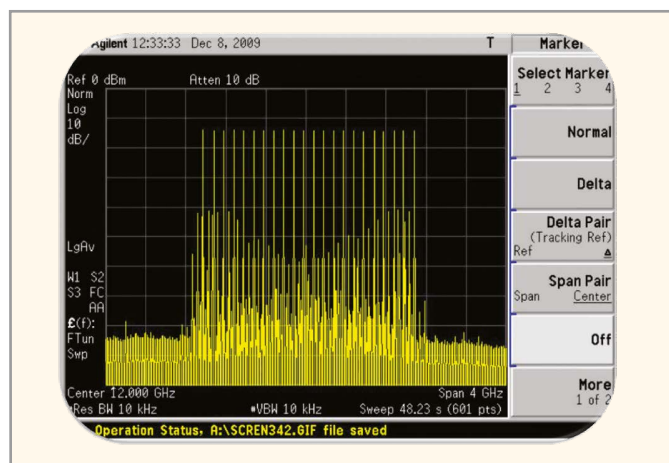 Agilent 12:33:33 Dec 8, 2009 T
Marker
Ref 0 dBm Atten 10 dB
Norm
Log
10
dB/
LgAv
W1 S2
S3 FC
AA
£(f):
FTun
Swp
Center 12.000 GHz Span 4 GHz
Res BW 10 kHz VBW 10 kHz Sweep 48.23 s (601 pts)
Operation Status, A:\SCREN342.GIF file saved
Select Marker
1 2 3 4
Normal
Delta
Delta Pair
(Tracking Ref)
Ref Δ
Span Pair
Span Center
Off
More
1 of 2